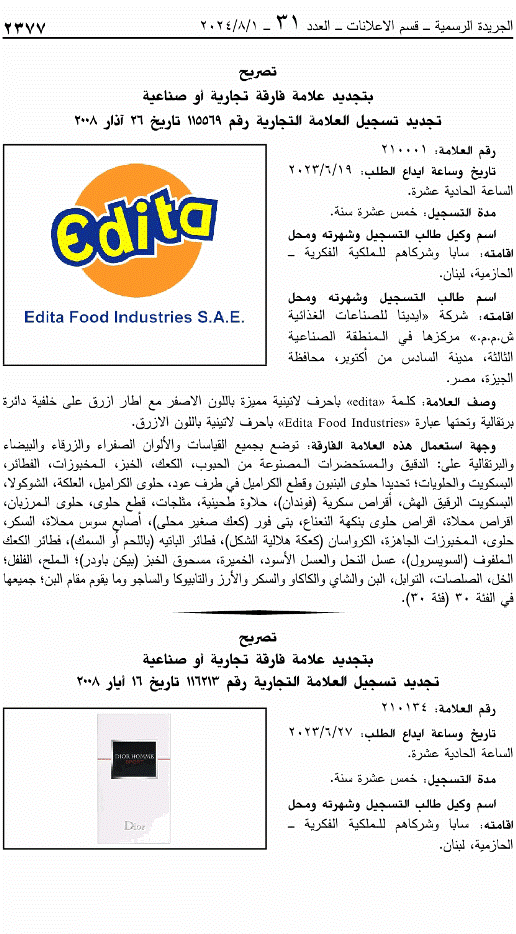 الجريدة الرسمية ــ قسم الاعلانات ــ العدد ٣١ ــ ٢٠٢٤/٨/١
٢٣٧٧
تصريح
بتجديد علامة فارقة تجارية أو صناعية
تجديد تسجيل العلامة التجارية رقم ١١٥٥٦٩ تاريخ ٢٦ آذار ٢٠٠٨
رقم العلامة: ٢١٠٠٠١
تاريخ وساعة ايداع الطلب: ٢٠٢٣/٦/١٩
الساعة الحادية عشرة.
مدة التسجيل: خمس عشرة سنة.
اسم وكيل طالب التسجيل وشهرته ومحل
اقامته: سابا وشركاهم للملكية الفكرية ــ
الحازمية، لبنان.
اسم طالب التسجيل وشهرته ومحل
اقامته: شركة «ايديتا للصناعات الغذائية
ش.م.م.» مركزها في المنطقة الصناعية
الثالثة، مدينة السادس من أكتوبر، محافظة
الجيزة، مصر.
Edita
Edita Food Industries S.A.E.
وصف العلامة: كلمة «edita» باحرف لاتينية مميزة باللون الاصفر مع اطار ازرق على خلفية دائرة
برتقالية وتحتها عبارة «Edita Food Industries» باحرف لاتينية باللون الازرق.
وجهة استعمال هذه العلامة الفارقة: توضع بجميع القياسات والألوان الصفراء والزرقاء والبيضاء
والبرتقالية على: الدقيق والمستحضرات المصنوعة من الحبوب، الكعك، الخبز، المخبوزات، الفطائر،
البسكويت والحلويات؛ تحديدا حلوى البنبون وقطع الكراميل في طرف عود، حلوى الكراميل، العلكة، الشوكولا،
البسكويت الرقيق الهش، أقراص سكرية (فوندان)، حلاوة طحينية، مثلجات، قطع حلوى، حلوى المرزبان،
اقراص محلاة، اقراص حلوى بنكهة النعناع، بتى فور (كعك صغير محلى)، أصابع سوس محلاة، السكر،
حلوى، المخبوزات الجاهزة، الكرواسان (كعكة هلالية الشكل)، فطائر الباتيه (باللحم أو السمك)، فطائر الكعك
الملفوف (السويسرول)، عسل النحل والعسل الأسود، الخميرة، مسحوق الخبز (بيكن باودر)؛ الملح، الفلفل؛
الخل، الصلصات، التوابل، البن والشاي والكاكاو والسكر والأرز والتابيوكا والساجو وما يقوم مقام البن؛ جميعها
في الفئة ٣٠ (فئة ٣٠).
تصريح
بتجديد علامة فارقة تجارية أو صناعية
تجديد تسجيل العلامة التجارية رقم ١١٦٢١٣ تاريخ ١٦ أيار ٢٠٠٨
رقم العلامة: ٢١٠١٣٤
تاريخ وساعة ايداع الطلب: ٢٠٢٣/٦/٢٧
الساعة الحادية عشرة.
مدة التسجيل: خمس عشرة سنة.
اسم وكيل طالب التسجيل وشهرته ومحل
اقامته: سابا وشركاهم للملكية الفكرية ــ
الحازمية، لبنان.
DIOR HOMME
SPORT
Dior